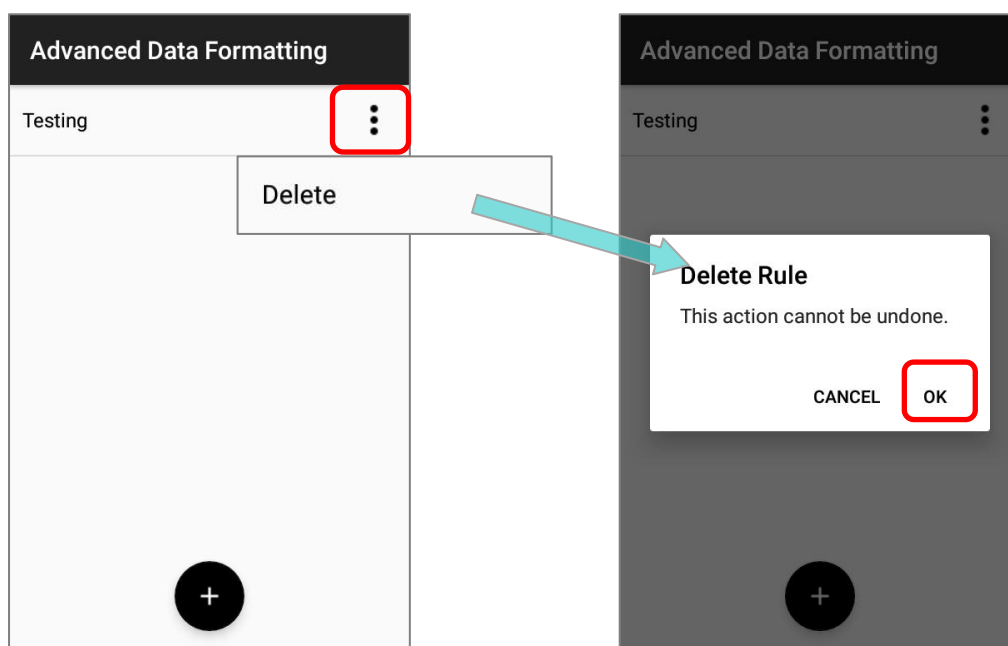 Advanced Data Formatting
Testing
Delete
+
Advanced Data Formatting
Testing
Delete Rule
This action cannot be undone.
CANCEL OK
+